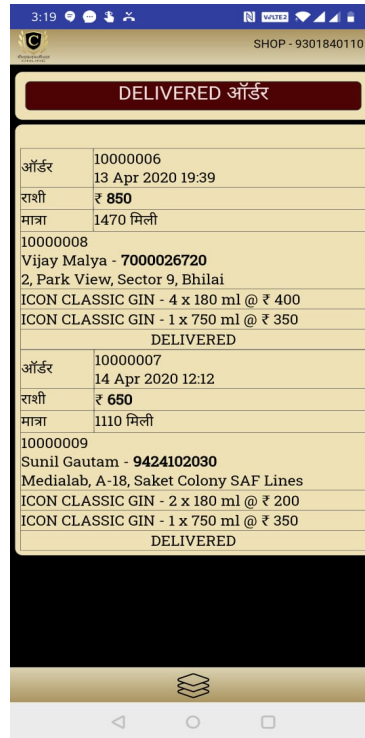 3:19
VoLTE2
C
ONLINE
SHOP - 9301840110
DELIVERED ऑर्डर
ऑर्डर
10000006
13 Apr 2020 19:39
राशी
₹ 850
मात्रा
1470 मिली
10000008
Vijay Malya - 7000026720
2, Park View, Sector 9, Bhilai
ICON CLASSIC GIN - 4 x 180 ml @ ₹ 400
ICON CLASSIC GIN - 1 x 750 ml @ ₹ 350
DELIVERED
ऑर्डर
10000007
14 Apr 2020 12:12
राशी
₹ 650
मात्रा
1110 मिली
10000009
Sunil Gautam - 9424102030
Medialab, A-18, Saket Colony SAF Lines
ICON CLASSIC GIN - 2 x 180 ml @ ₹ 200
ICON CLASSIC GIN - 1 x 750 ml @ ₹ 350
DELIVERED